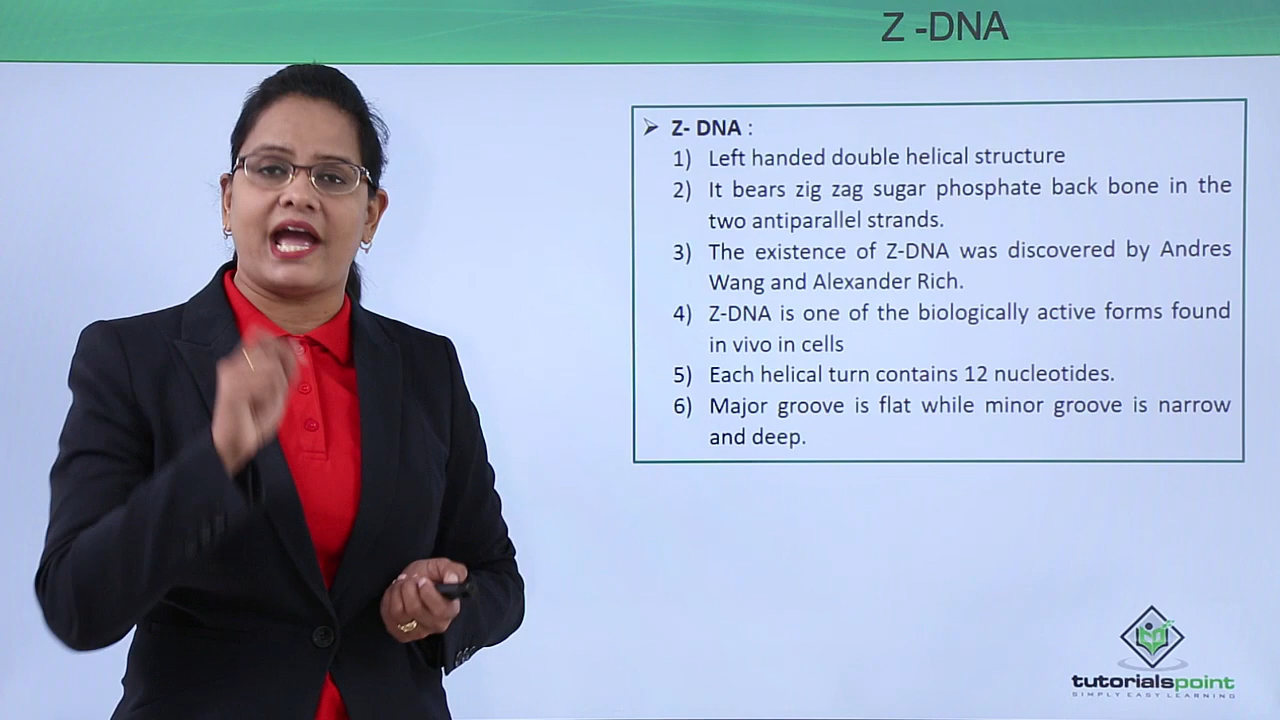 Z -DNA
➢ Z- DNA :
1) Left handed double helical structure
2) It bears zig zag sugar phosphate back bone in the
two antiparallel strands.
3) The existence of Z-DNA was discovered by Andres
Wang and Alexander Rich.
4) Z-DNA is one of the biologically active forms found
in vivo in cells
5) Each helical turn contains 12 nucleotides.
6) Major groove is flat while minor groove is narrow
and deep.
tutorialspoint
SIMPLY EASY LEARNING